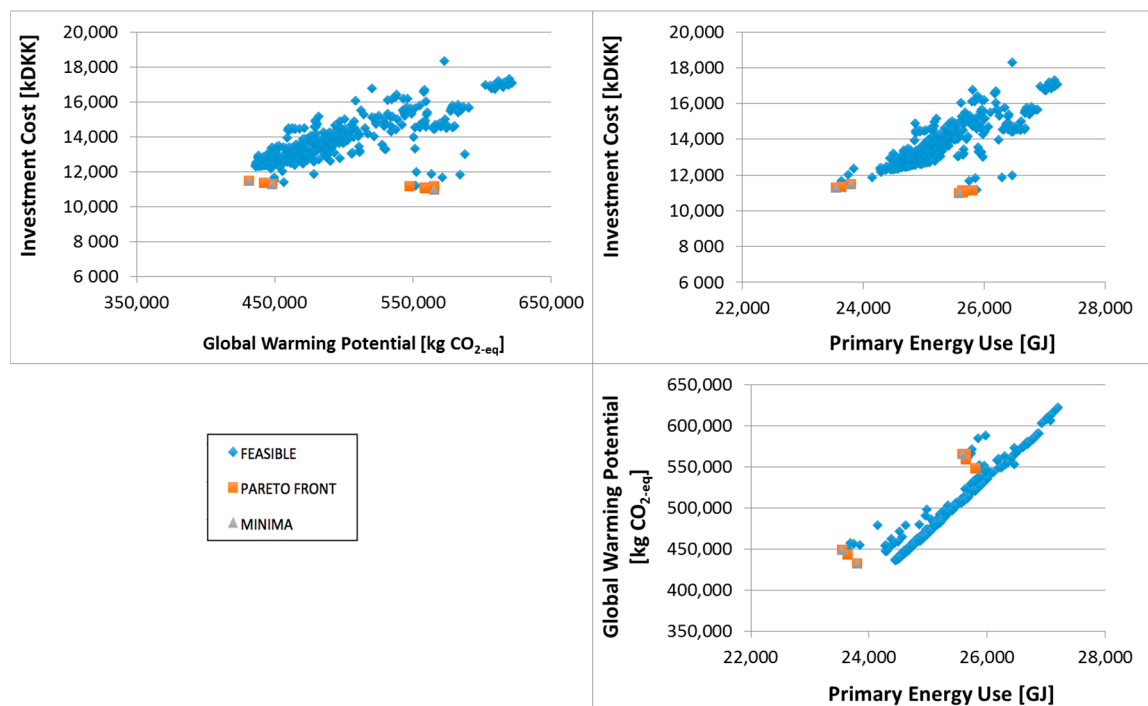 20,000
18,000
16,000
14,000
12,000
10,000
8 000
6 000
Investment Cost [kDKK]
350,000 450,000 550,000 650,000
Global Warming Potential [kg CO2-eq]
20,000
18,000
16,000
14,000
12,000
10,000
8 000
6 000
Investment Cost [kDKK]
22,000 24,000 26,000 28,000
Primary Energy Use [GJ]
FEASIBLE
PARETO FRONT
MINIMA
650,000
600,000
550,000
500,000
450,000
400,000
350,000
Global Warming Potential
[kg CO2-eq]
22,000 24,000 26,000 28,000
Primary Energy Use [GJ]